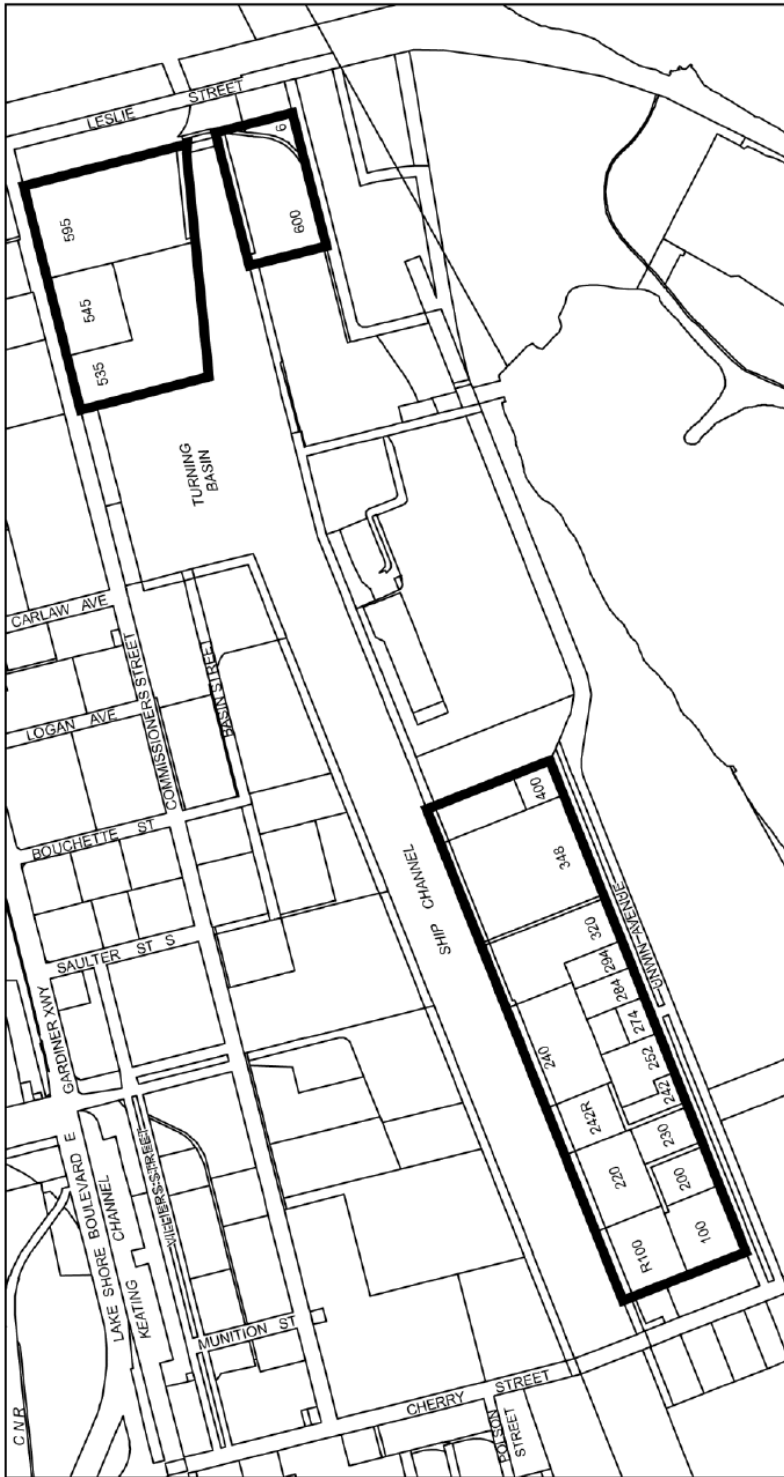 C N R
LAKE SHORE BOULEVARD E
GARDINER XWY
KEATING
CHANNEL
VILLIERS STREET
MUNITION ST
SAULTER ST S
BOUCHETTE ST
LOGAN AVE
CARLAW AVE
LESLIE STREET
COMMISSIONERS STREET
BASIN STREET
535
545
595
TURNING
BASIN
600
6
CHERRY STREET
POLSON
STREET
SHIP CHANNEL
R100
220
242R
240
100
200
230
242
252
274
284
294
320
348
400
UNWIN AVENUE